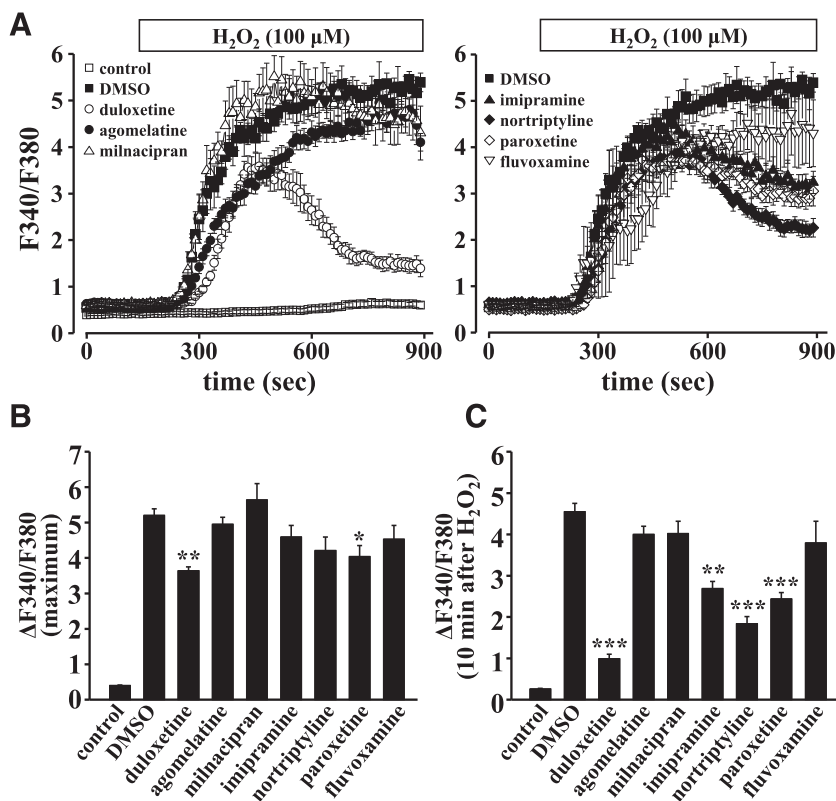 A
H2O2 (100 μM)
control
DMSO
duloxetine
agomelatine
milnacipran
F340/F380
6
5
4
3
2
1
0
0 300 600 900
time (sec)
H2O2 (100 μM)
DMSO
imipramine
nortriptyline
paroxetine
fluvoxamine
6
5
4
3
2
1
0
0 300 600 900
time (sec)
B
ΔF340/F380
(maximum)
7
6
5
4
3
2
1
0
**
*
control
DMSO
duloxetine
agomelatine
milnacipran
imipramine
nortriptyline
paroxetine
fluvoxamine
C
ΔF340/F380
(10 min after H2O2)
6
5
4
3
2
1
0
***
**
***
***
control
DMSO
duloxetine
agomelatine
milnacipran
imipramine
nortriptyline
paroxetine
fluvoxamine